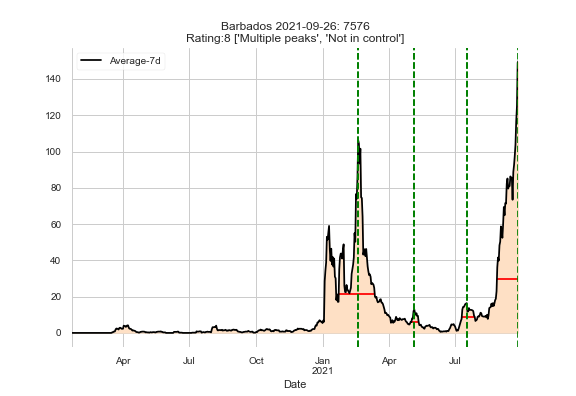 Barbados 2021-09-26: 7576
Rating:8 ['Multiple peaks', 'Not in control']
Average-7d
140
120
100
80
60
40
20
0
Apr Jul Oct Jan Apr Jul
2021
Date